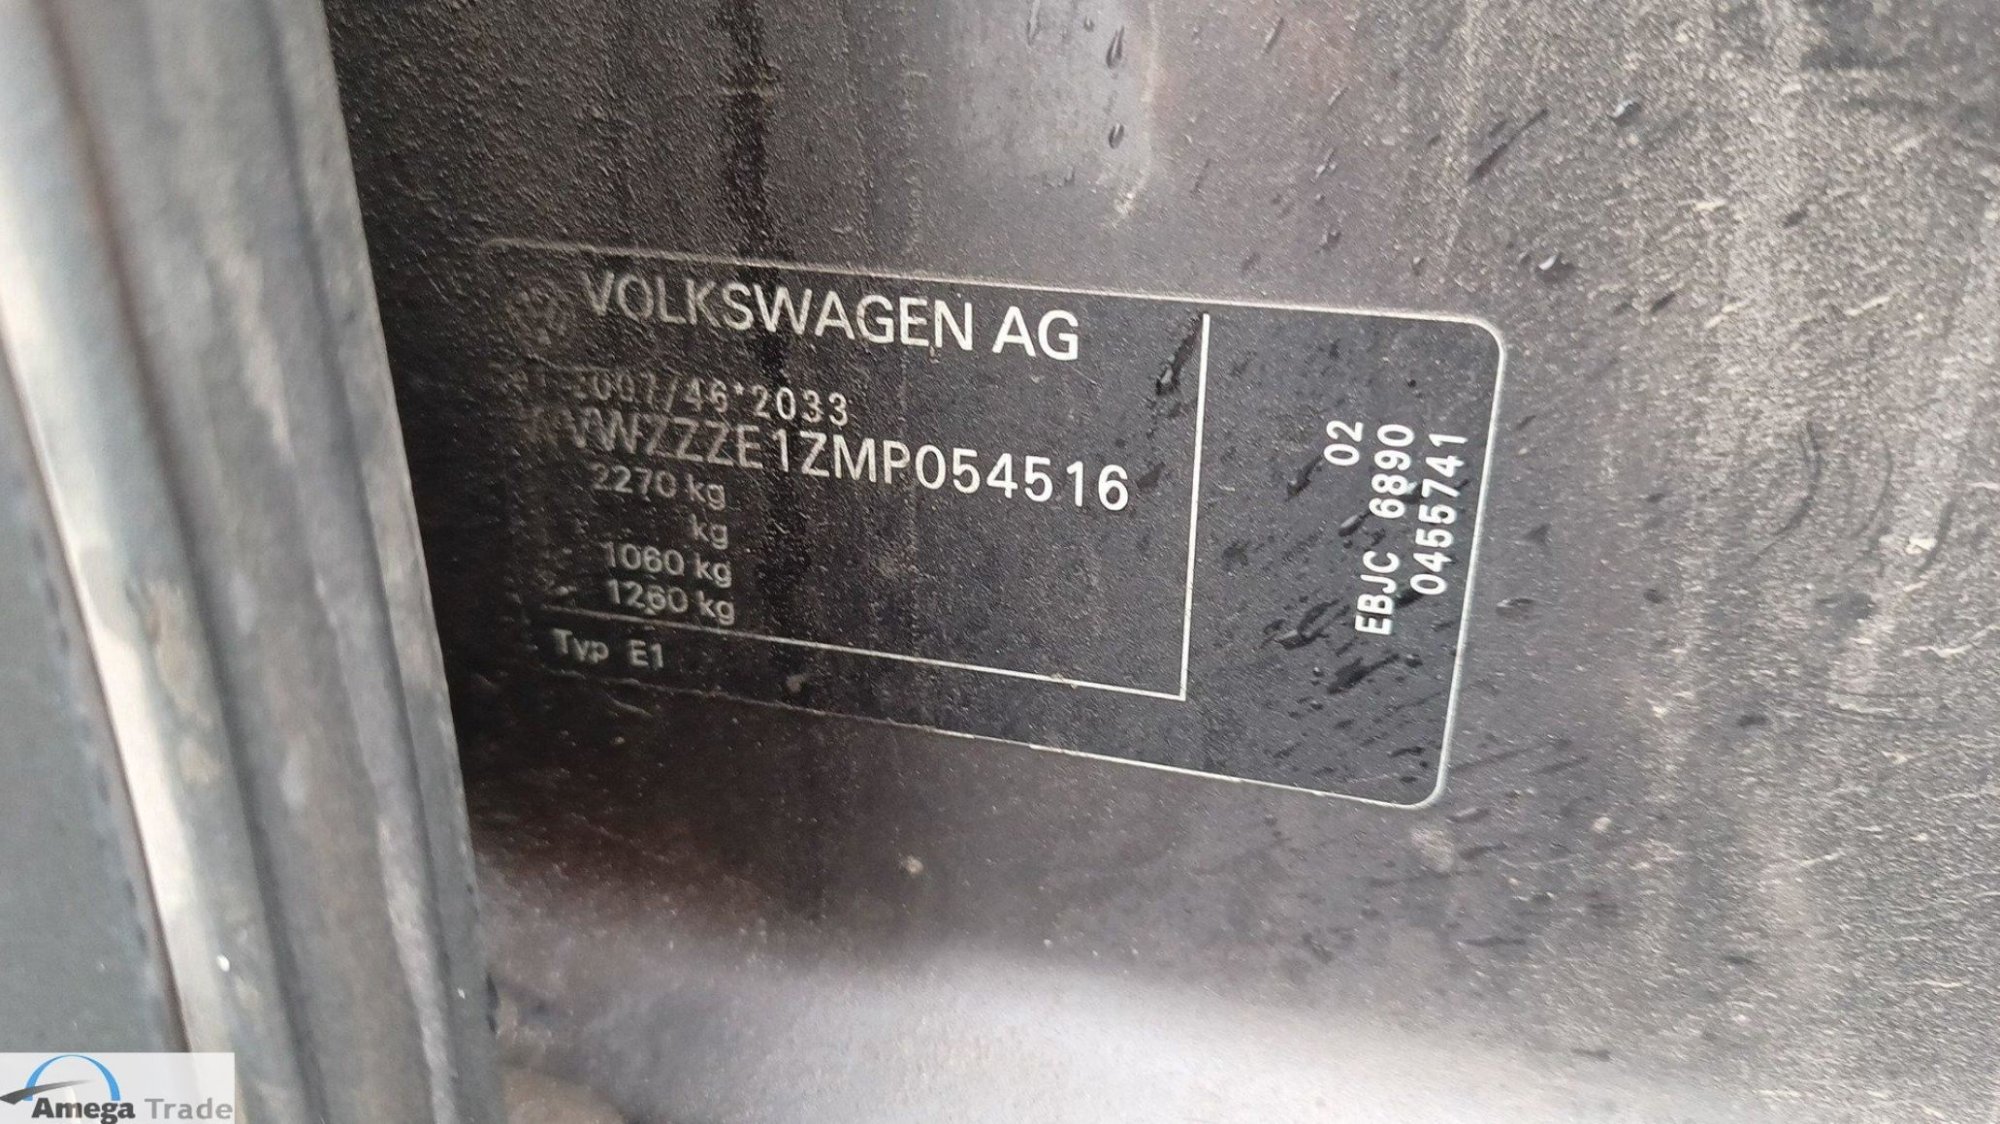 VOLKSWAGEN AG
2007/46*2033
WVWZZZE1ZMP054516
2270 kg
kg
1060 kg
1260 kg
Typ E1
02
EBJC 6890
0455741
Amega Trade